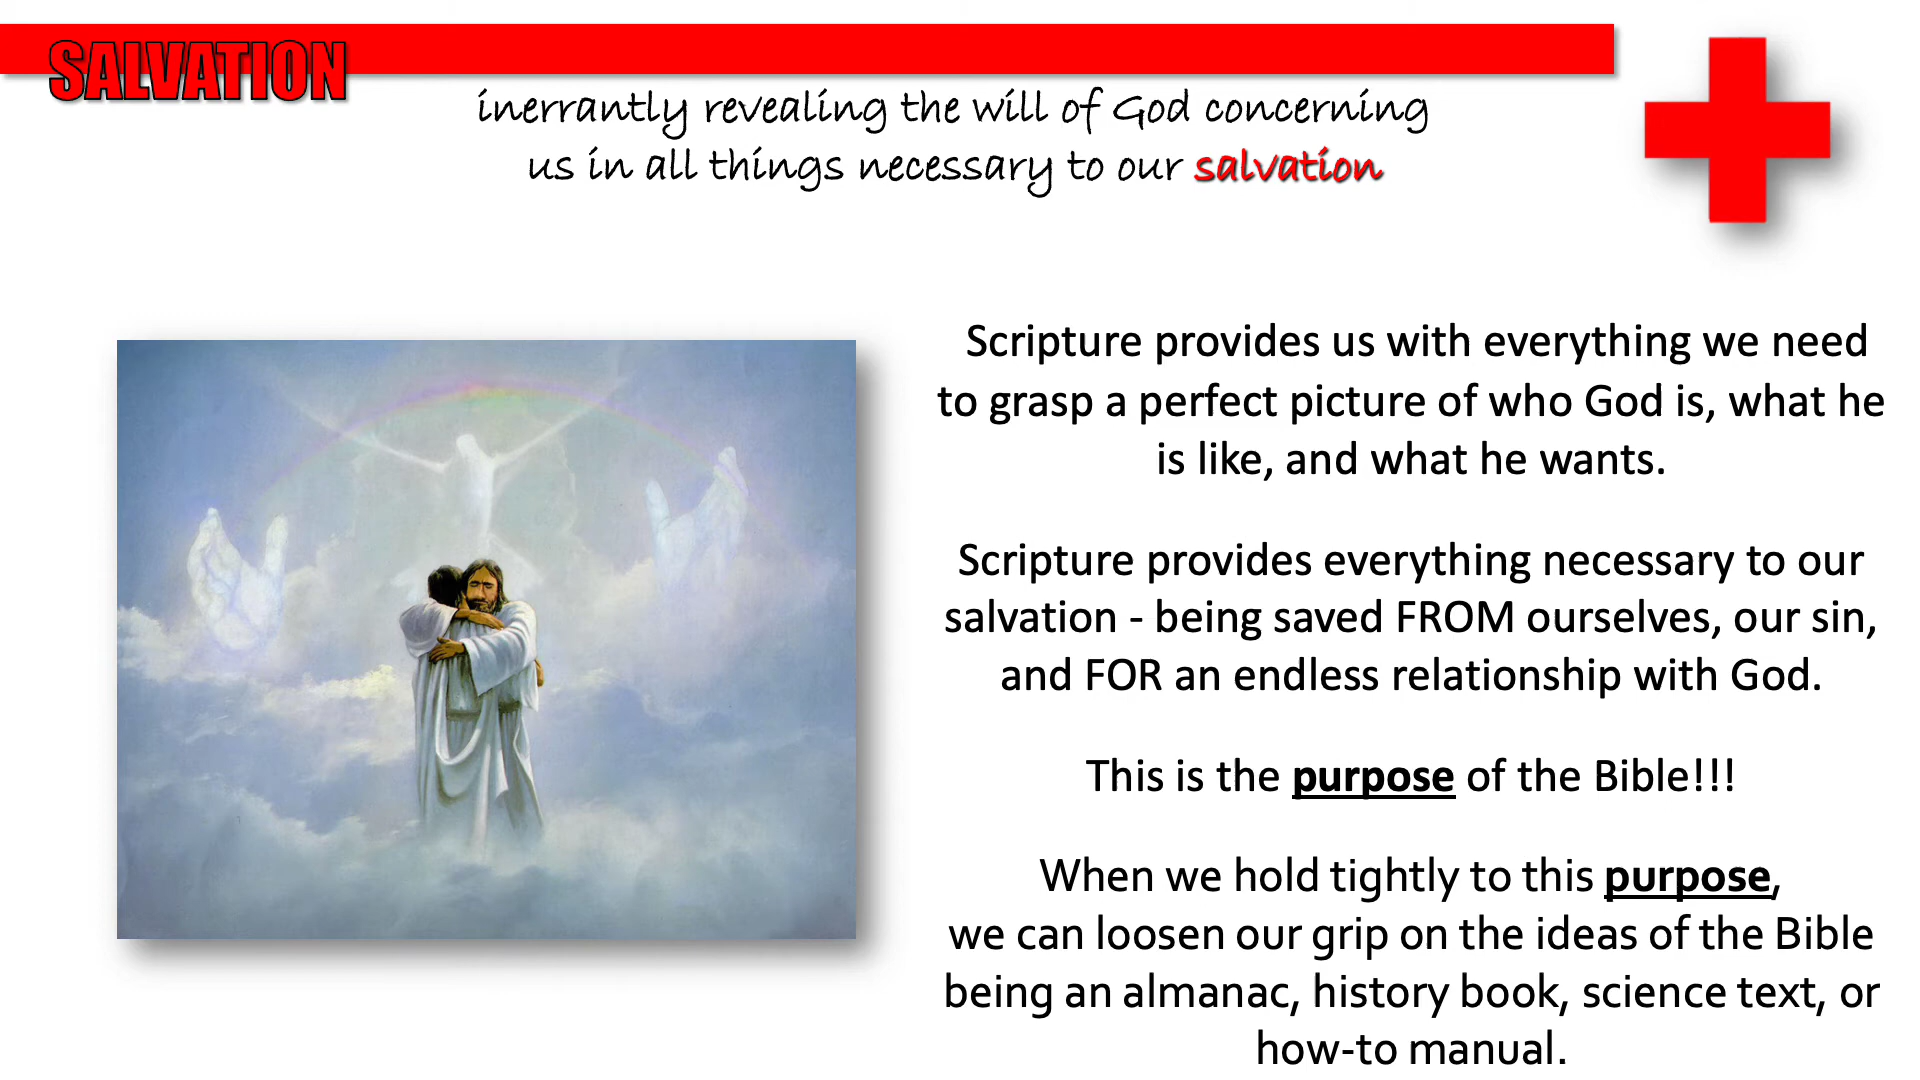 SALVATION
inerrantly revealing the will of God concerning
us in all things necessary to our salvation
Scripture provides us with everything we need
to grasp a perfect picture of who God is, what he
is like, and what he wants.
Scripture provides everything necessary to our
salvation - being saved FROM ourselves, our sin,
and FOR an endless relationship with God.
This is the purpose of the Bible!!!
When we hold tightly to this purpose,
we can loosen our grip on the ideas of the Bible
being an almanac, history book, science text, or
how-to manual.